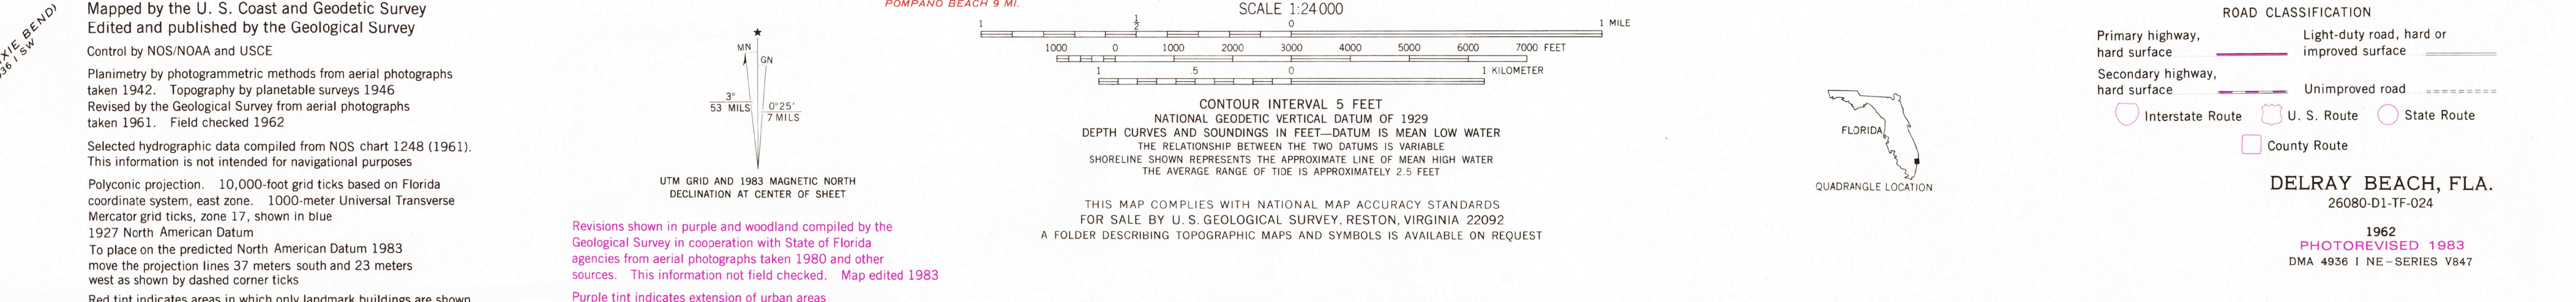 XIE BEND)
936 I SW
Mapped by the U. S. Coast and Geodetic Survey
Edited and published by the Geological Survey
Control by NOS/NOAA and USCE
Planimetry by photogrammetric methods from aerial photographs
taken 1942. Topography by planetable surveys 1946
Revised by the Geological Survey from aerial photographs
taken 1961. Field checked 1962
Selected hydrographic data compiled from NOS chart 1248 (1961).
This information is not intended for navigational purposes
Polyconic projection. 10,000-foot grid ticks based on Florida
coordinate system, east zone. 1000-meter Universal Transverse
Mercator grid ticks, zone 17, shown in blue
1927 North American Datum
To place on the predicted North American Datum 1983
move the projection lines 37 meters south and 23 meters
west as shown by dashed corner ticks
Red tint indicates areas in which only landmark buildings are shown
MN
GN
3°
53 MILS
0°25'
7 MILS
UTM GRID AND 1983 MAGNETIC NORTH
DECLINATION AT CENTER OF SHEET
Revisions shown in purple and woodland compiled by the
Geological Survey in cooperation with State of Florida
agencies from aerial photographs taken 1980 and other
sources. This information not field checked. Map edited 1983
Purple tint indicates extension of urban areas
POMPANO BEACH 9 MI.
SCALE 1:24 000
1 ½ 0 1 MILE
1000 0 1000 2000 3000 4000 5000 6000 7000 FEET
1 .5 0 1 KILOMETER
CONTOUR INTERVAL 5 FEET
NATIONAL GEODETIC VERTICAL DATUM OF 1929
DEPTH CURVES AND SOUNDINGS IN FEET—DATUM IS MEAN LOW WATER
THE RELATIONSHIP BETWEEN THE TWO DATUMS IS VARIABLE
SHORELINE SHOWN REPRESENTS THE APPROXIMATE LINE OF MEAN HIGH WATER
THE AVERAGE RANGE OF TIDE IS APPROXIMATELY 2.5 FEET
THIS MAP COMPLIES WITH NATIONAL MAP ACCURACY STANDARDS
FOR SALE BY U. S. GEOLOGICAL SURVEY, RESTON, VIRGINIA 22092
A FOLDER DESCRIBING TOPOGRAPHIC MAPS AND SYMBOLS IS AVAILABLE ON REQUEST
FLORIDA
QUADRANGLE LOCATION
ROAD CLASSIFICATION
Primary highway,
hard surface
Light-duty road, hard or
improved surface
Secondary highway,
hard surface
Unimproved road
Interstate Route
U. S. Route
State Route
County Route
DELRAY BEACH, FLA.
26080-D1-TF-024
1962
PHOTOREVISED 1983
DMA 4936 I NE-SERIES V847